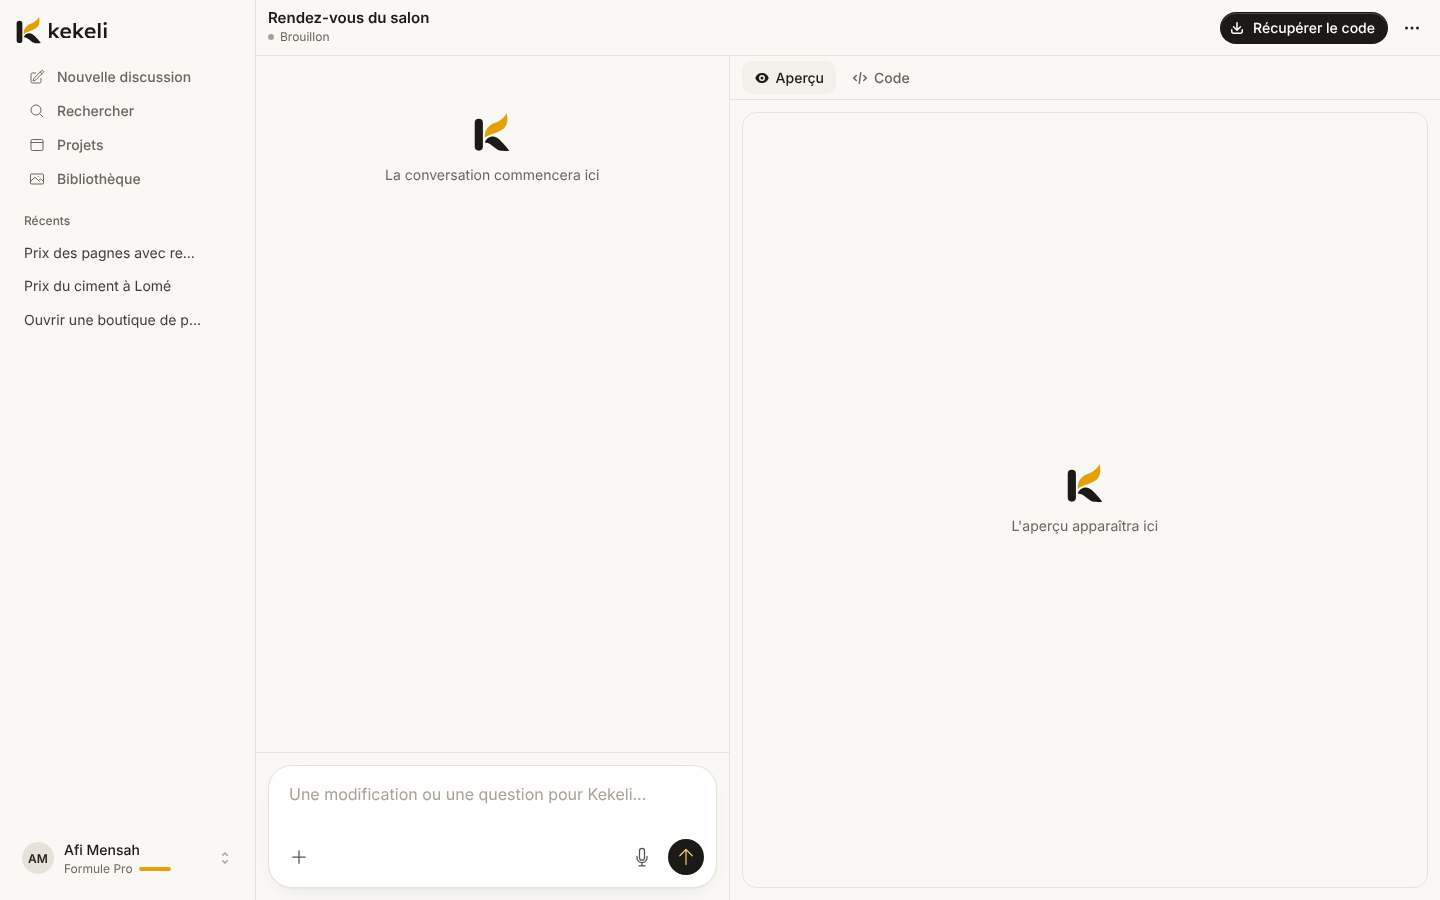 kekeli
Nouvelle discussion
Rechercher
Projets
Bibliothèque
Récents
Prix des pagnes avec re...
Prix du ciment à Lomé
Ouvrir une boutique de p...
AM
Afi Mensah
Formule Pro
Rendez-vous du salon
Brouillon
Récupérer le code
La conversation commencera ici
Une modification ou une question pour Kekeli...
Aperçu
Code
L'aperçu apparaîtra ici